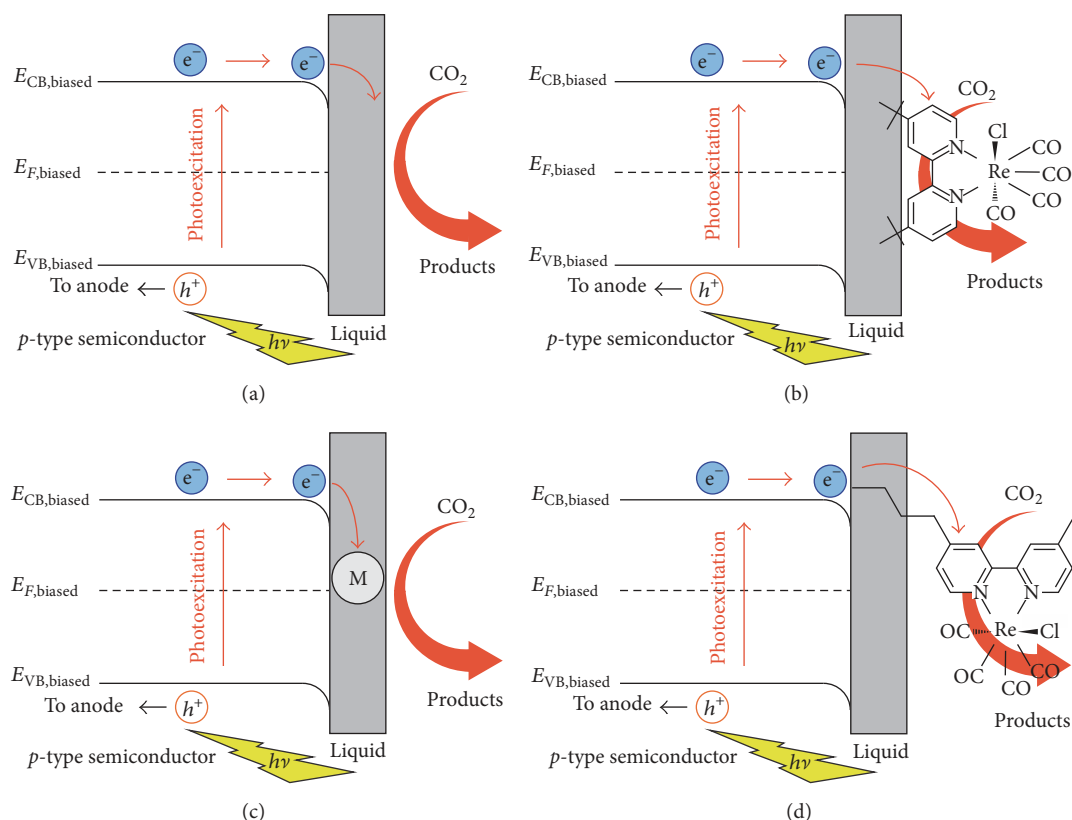 e⁻ e⁻
CO₂
E_CB,biased
Photoexcitation
E_F,biased
E_VB,biased
Products
To anode h⁺
Liquid
p-type semiconductor hν
(a)
e⁻ e⁻
CO₂
E_CB,biased
Cl
N CO
Photoexcitation
E_F,biased
Re CO
N CO
CO
E_VB,biased
Products
To anode h⁺
Liquid
p-type semiconductor hν
(b)
e⁻ e⁻
CO₂
E_CB,biased
Photoexcitation
M
E_F,biased
E_VB,biased
Products
To anode h⁺
Liquid
p-type semiconductor hν
(c)
e⁻ e⁻
CO₂
E_CB,biased
Photoexcitation
E_F,biased
N N
OC Re Cl
OC CO CO
E_VB,biased
Products
To anode h⁺
Liquid
p-type semiconductor hν
(d)